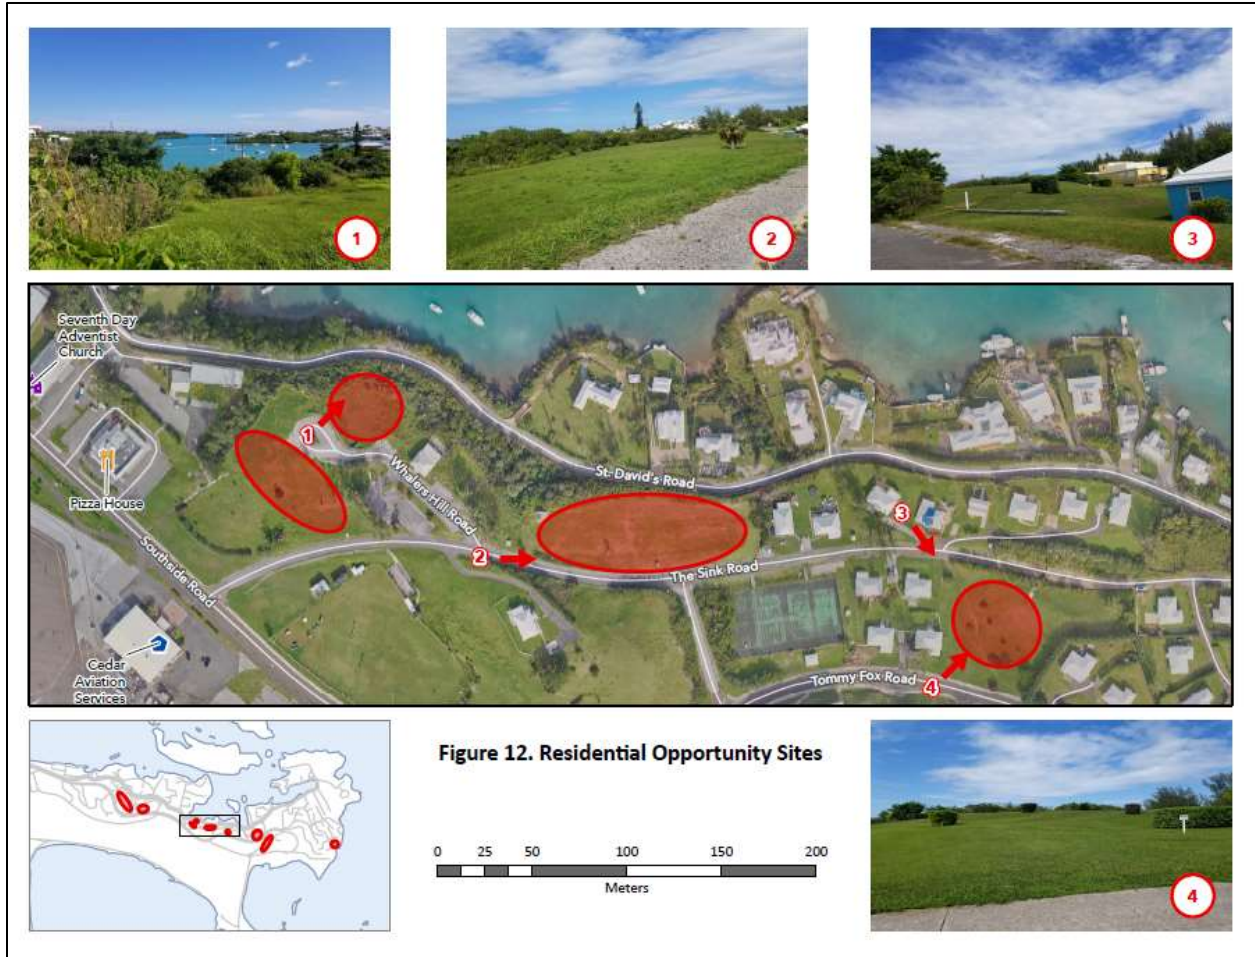 1
2
3
Seventh Day
Adventist
Church
Pizza House
Southside Road
Cedar
Aviation
Services
1
Whalers Hill Road
St. David's Road
2
The Sink Road
3
Tommy Fox Road
4
Figure 12. Residential Opportunity Sites
0 25 50 100 150 200
Meters
4